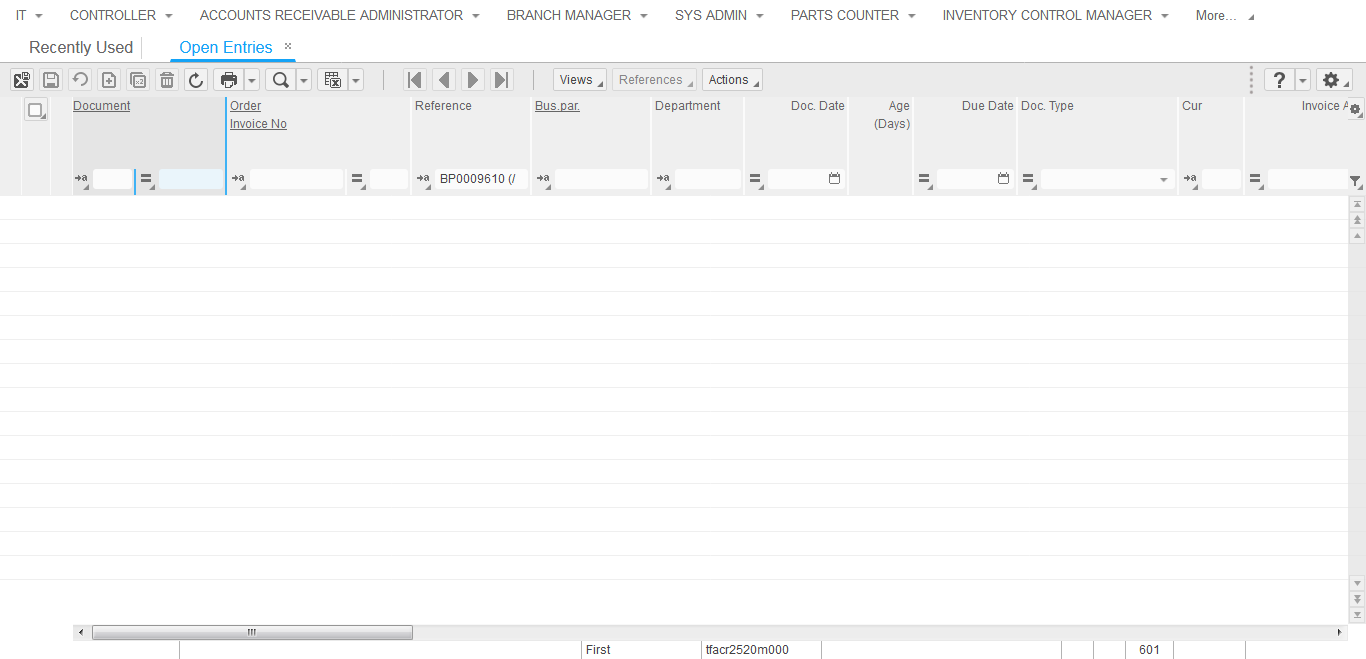 IT CONTROLLER ACCOUNTS RECEIVABLE ADMINISTRATOR BRANCH MANAGER SYS ADMIN PARTS COUNTER INVENTORY CONTROL MANAGER More...
Recently Used Open Entries
Views References Actions ?
Document Order Reference Bus.par. Department Doc. Date Age Due Date Doc. Type Cur Invoice A
Invoice No (Days)
BP0009610 (/
First tfacr2520m000 601